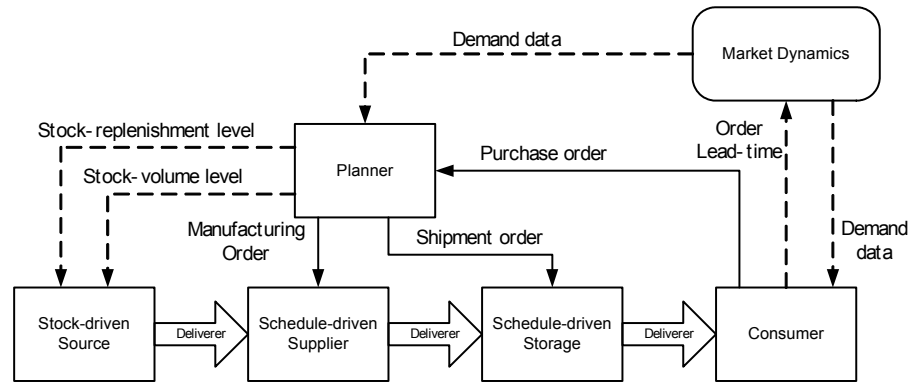 Demand data
Market Dynamics
Stock-replenishment level
Planner
Purchase order
Order
Lead-time
Stock-volume level
Manufacturing
Order
Shipment order
Demand
data
Stock-driven
Source
Deliverer
Schedule-driven
Supplier
Deliverer
Schedule-driven
Storage
Deliverer
Consumer